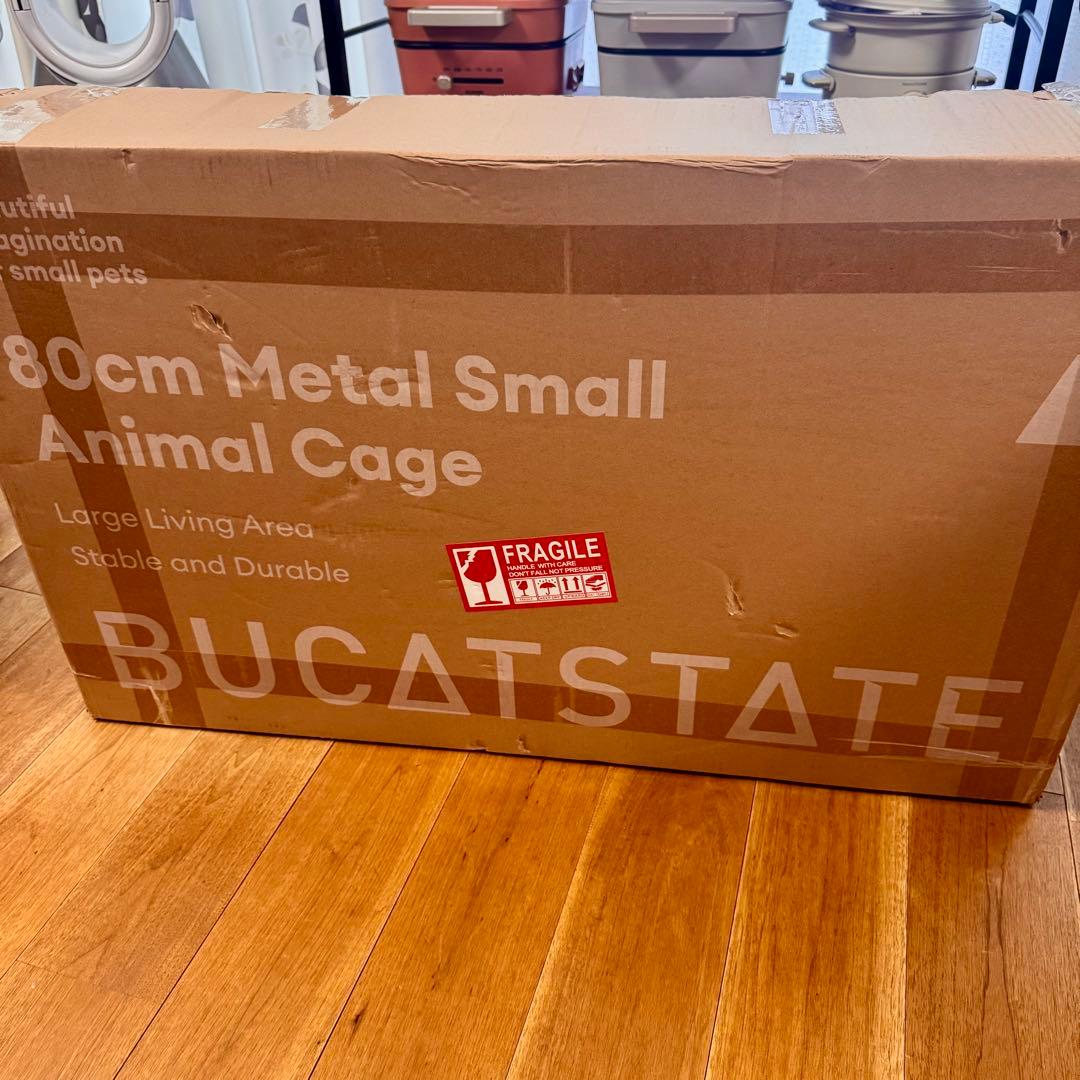 utiful
agination
small pets
80cm Metal Small
Animal Cage
Large Living Area
Stable and Durable
FRAGILE
HANDLE WITH CARE
DON'T FALL NOT PRESSURE
BUCATSTATE